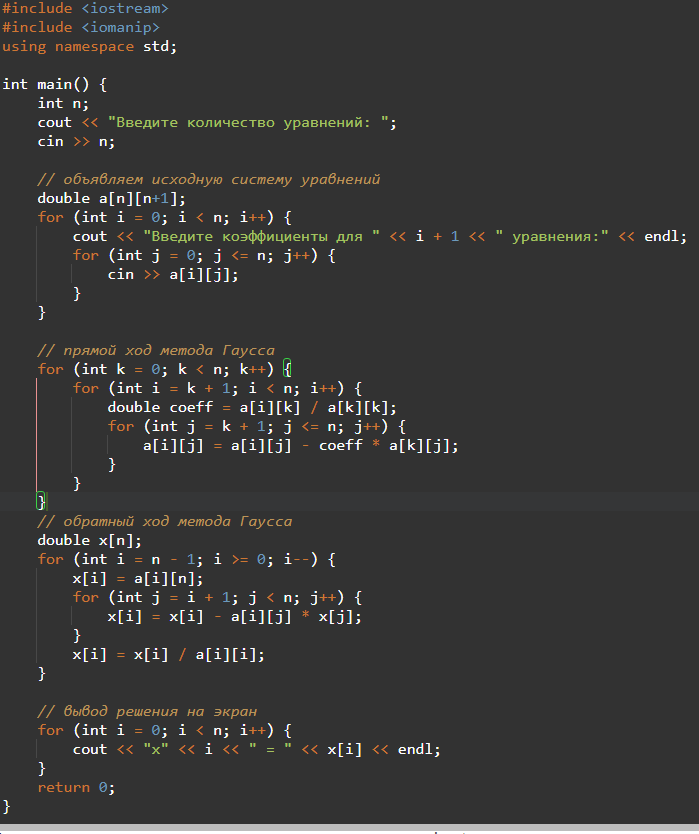 #include <iostream>
#include <iomanip>
using namespace std;
int main() {
    int n;
    cout << "Введите количество уравнений: ";
    cin >> n;
    // объявляем исходную систему уравнений
    double a[n][n+1];
    for (int i = 0; i < n; i++) {
        cout << "Введите коэффициенты для " << i + 1 << " уравнения:" << endl;
        for (int j = 0; j <= n; j++) {
            cin >> a[i][j];
        }
    }
    // прямой ход метода Гаусса
    for (int k = 0; k < n; k++) {
        for (int i = k + 1; i < n; i++) {
            double coeff = a[i][k] / a[k][k];
            for (int j = k + 1; j <= n; j++) {
                a[i][j] = a[i][j] - coeff * a[k][j];
            }
        }
    }
    // обратный ход метода Гаусса
    double x[n];
    for (int i = n - 1; i >= 0; i--) {
        x[i] = a[i][n];
        for (int j = i + 1; j < n; j++) {
            x[i] = x[i] - a[i][j] * x[j];
        }
        x[i] = x[i] / a[i][i];
    }
    // вывод решения на экран
    for (int i = 0; i < n; i++) {
        cout << "x" << i << " = " << x[i] << endl;
    }
    return 0;
}